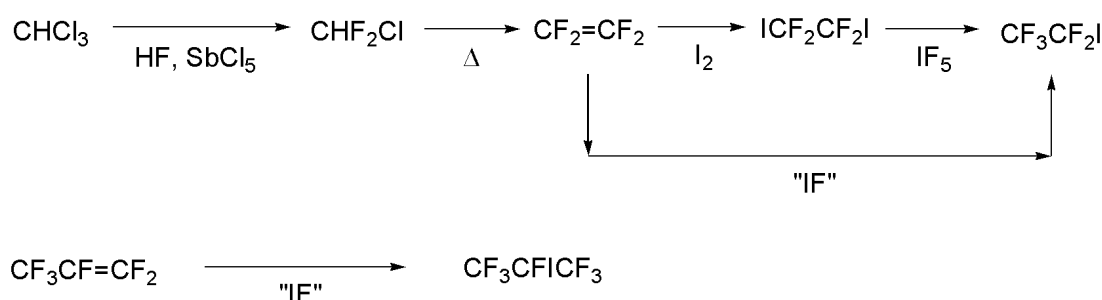 CHCl₃ HF, SbCl₅ CHF₂Cl Δ CF₂=CF₂ I₂ ICF₂CF₂I IF₅ CF₃CF₂I
"IF"
CF₃CF=CF₂ "IF" CF₃CFICF₃